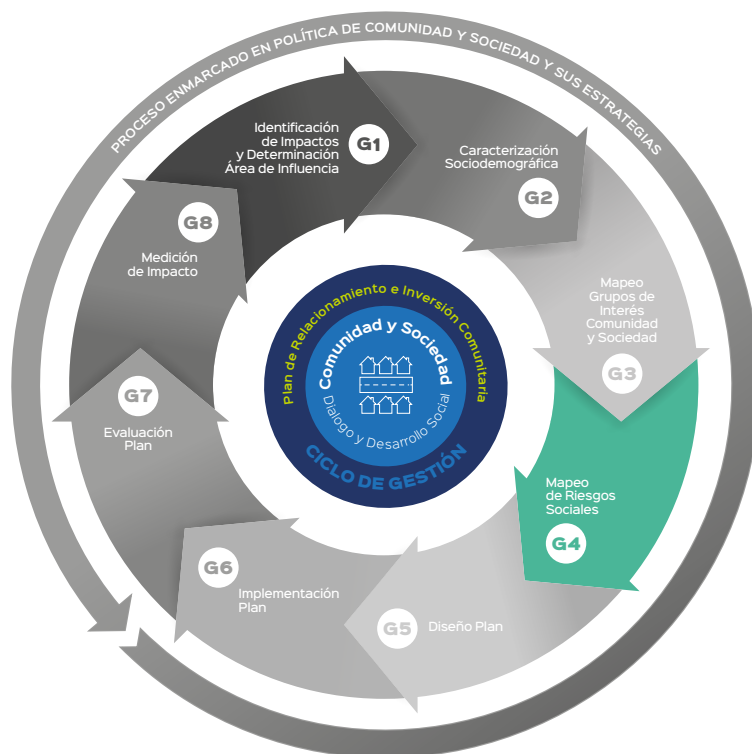 PROCESO ENMARCADO EN POLÍTICA DE COMUNIDAD Y SOCIEDAD Y SUS ESTRATEGIAS
Identificación
de Impactos
y Determinación
Área de Influencia
G1
Caracterización
Sociodemográfica
G2
Mapeo
Grupos de
Interés
Comunidad
y Sociedad
G3
Mapeo
de Riesgos
Sociales
G4
G5
Diseño Plan
G6
Implementación
Plan
G7
Evaluación
Plan
G8
Medición
de Impacto
Plan de Relacionamiento e Inversión Comunitaria
Comunidad y Sociedad
Dialogo y Desarrollo Social
CICLO DE GESTIÓN